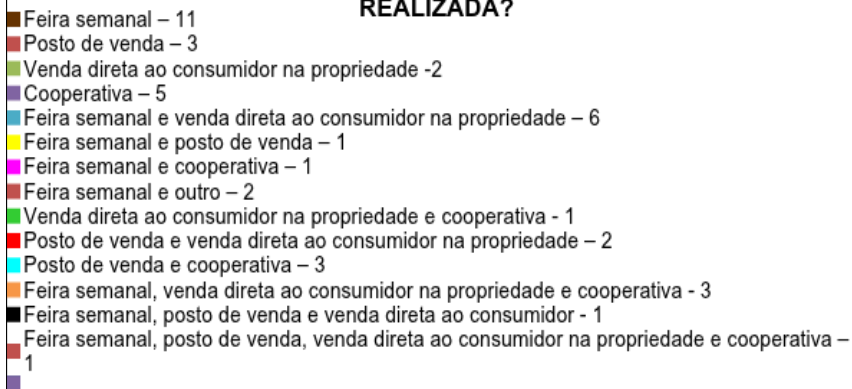 REALIZADA?
Feira semanal – 11
Posto de venda – 3
Venda direta ao consumidor na propriedade -2
Cooperativa – 5
Feira semanal e venda direta ao consumidor na propriedade – 6
Feira semanal e posto de venda – 1
Feira semanal e cooperativa – 1
Feira semanal e outro – 2
Venda direta ao consumidor na propriedade e cooperativa - 1
Posto de venda e venda direta ao consumidor na propriedade – 2
Posto de venda e cooperativa – 3
Feira semanal, venda direta ao consumidor na propriedade e cooperativa - 3
Feira semanal, posto de venda e venda direta ao consumidor - 1
Feira semanal, posto de venda, venda direta ao consumidor na propriedade e cooperativa –
1